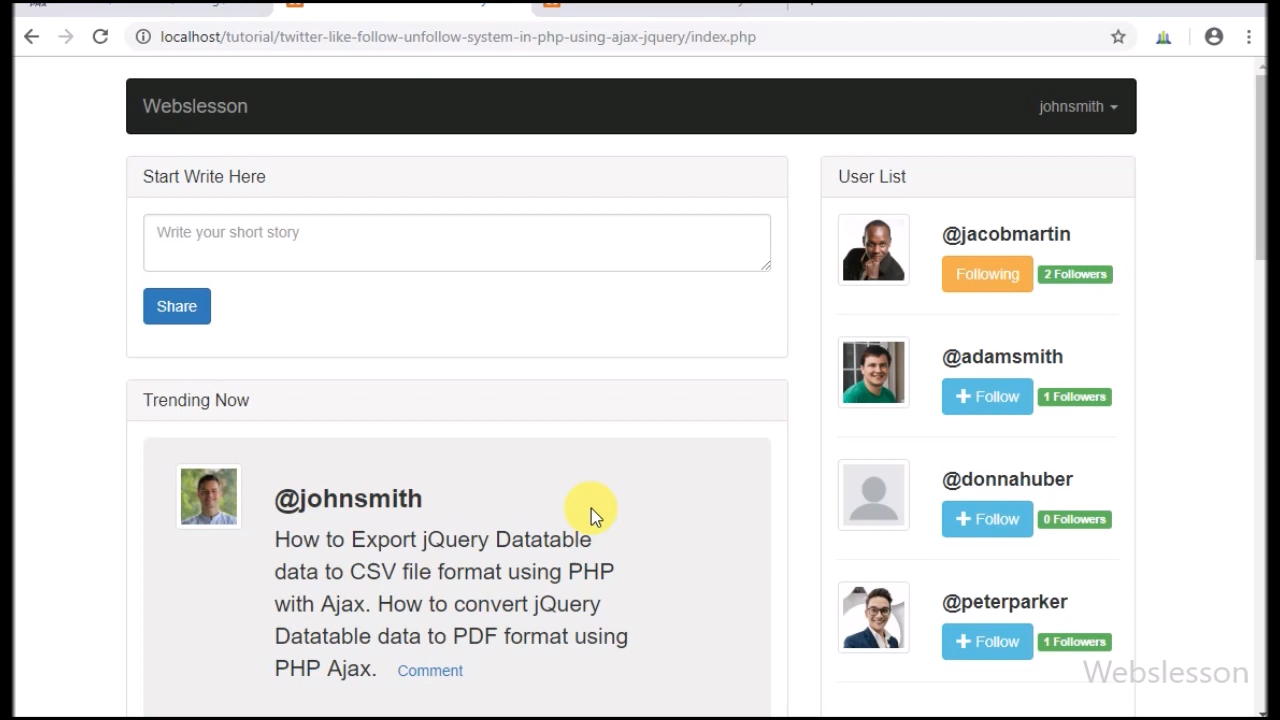 localhost/tutorial/twitter-like-follow-unfollow-system-in-php-using-ajax-jquery/index.php
Webslesson
johnsmith
Start Write Here
Write your short story
Share
Trending Now
@johnsmith
How to Export jQuery Datatable
data to CSV file format using PHP
with Ajax. How to convert jQuery
Datatable data to PDF format using
PHP Ajax. Comment
User List
@jacobmartin
Following 2 Followers
@adamsmith
Follow 1 Followers
@donnahuber
Follow 0 Followers
@peterparker
Follow 1 Followers
Webslesson